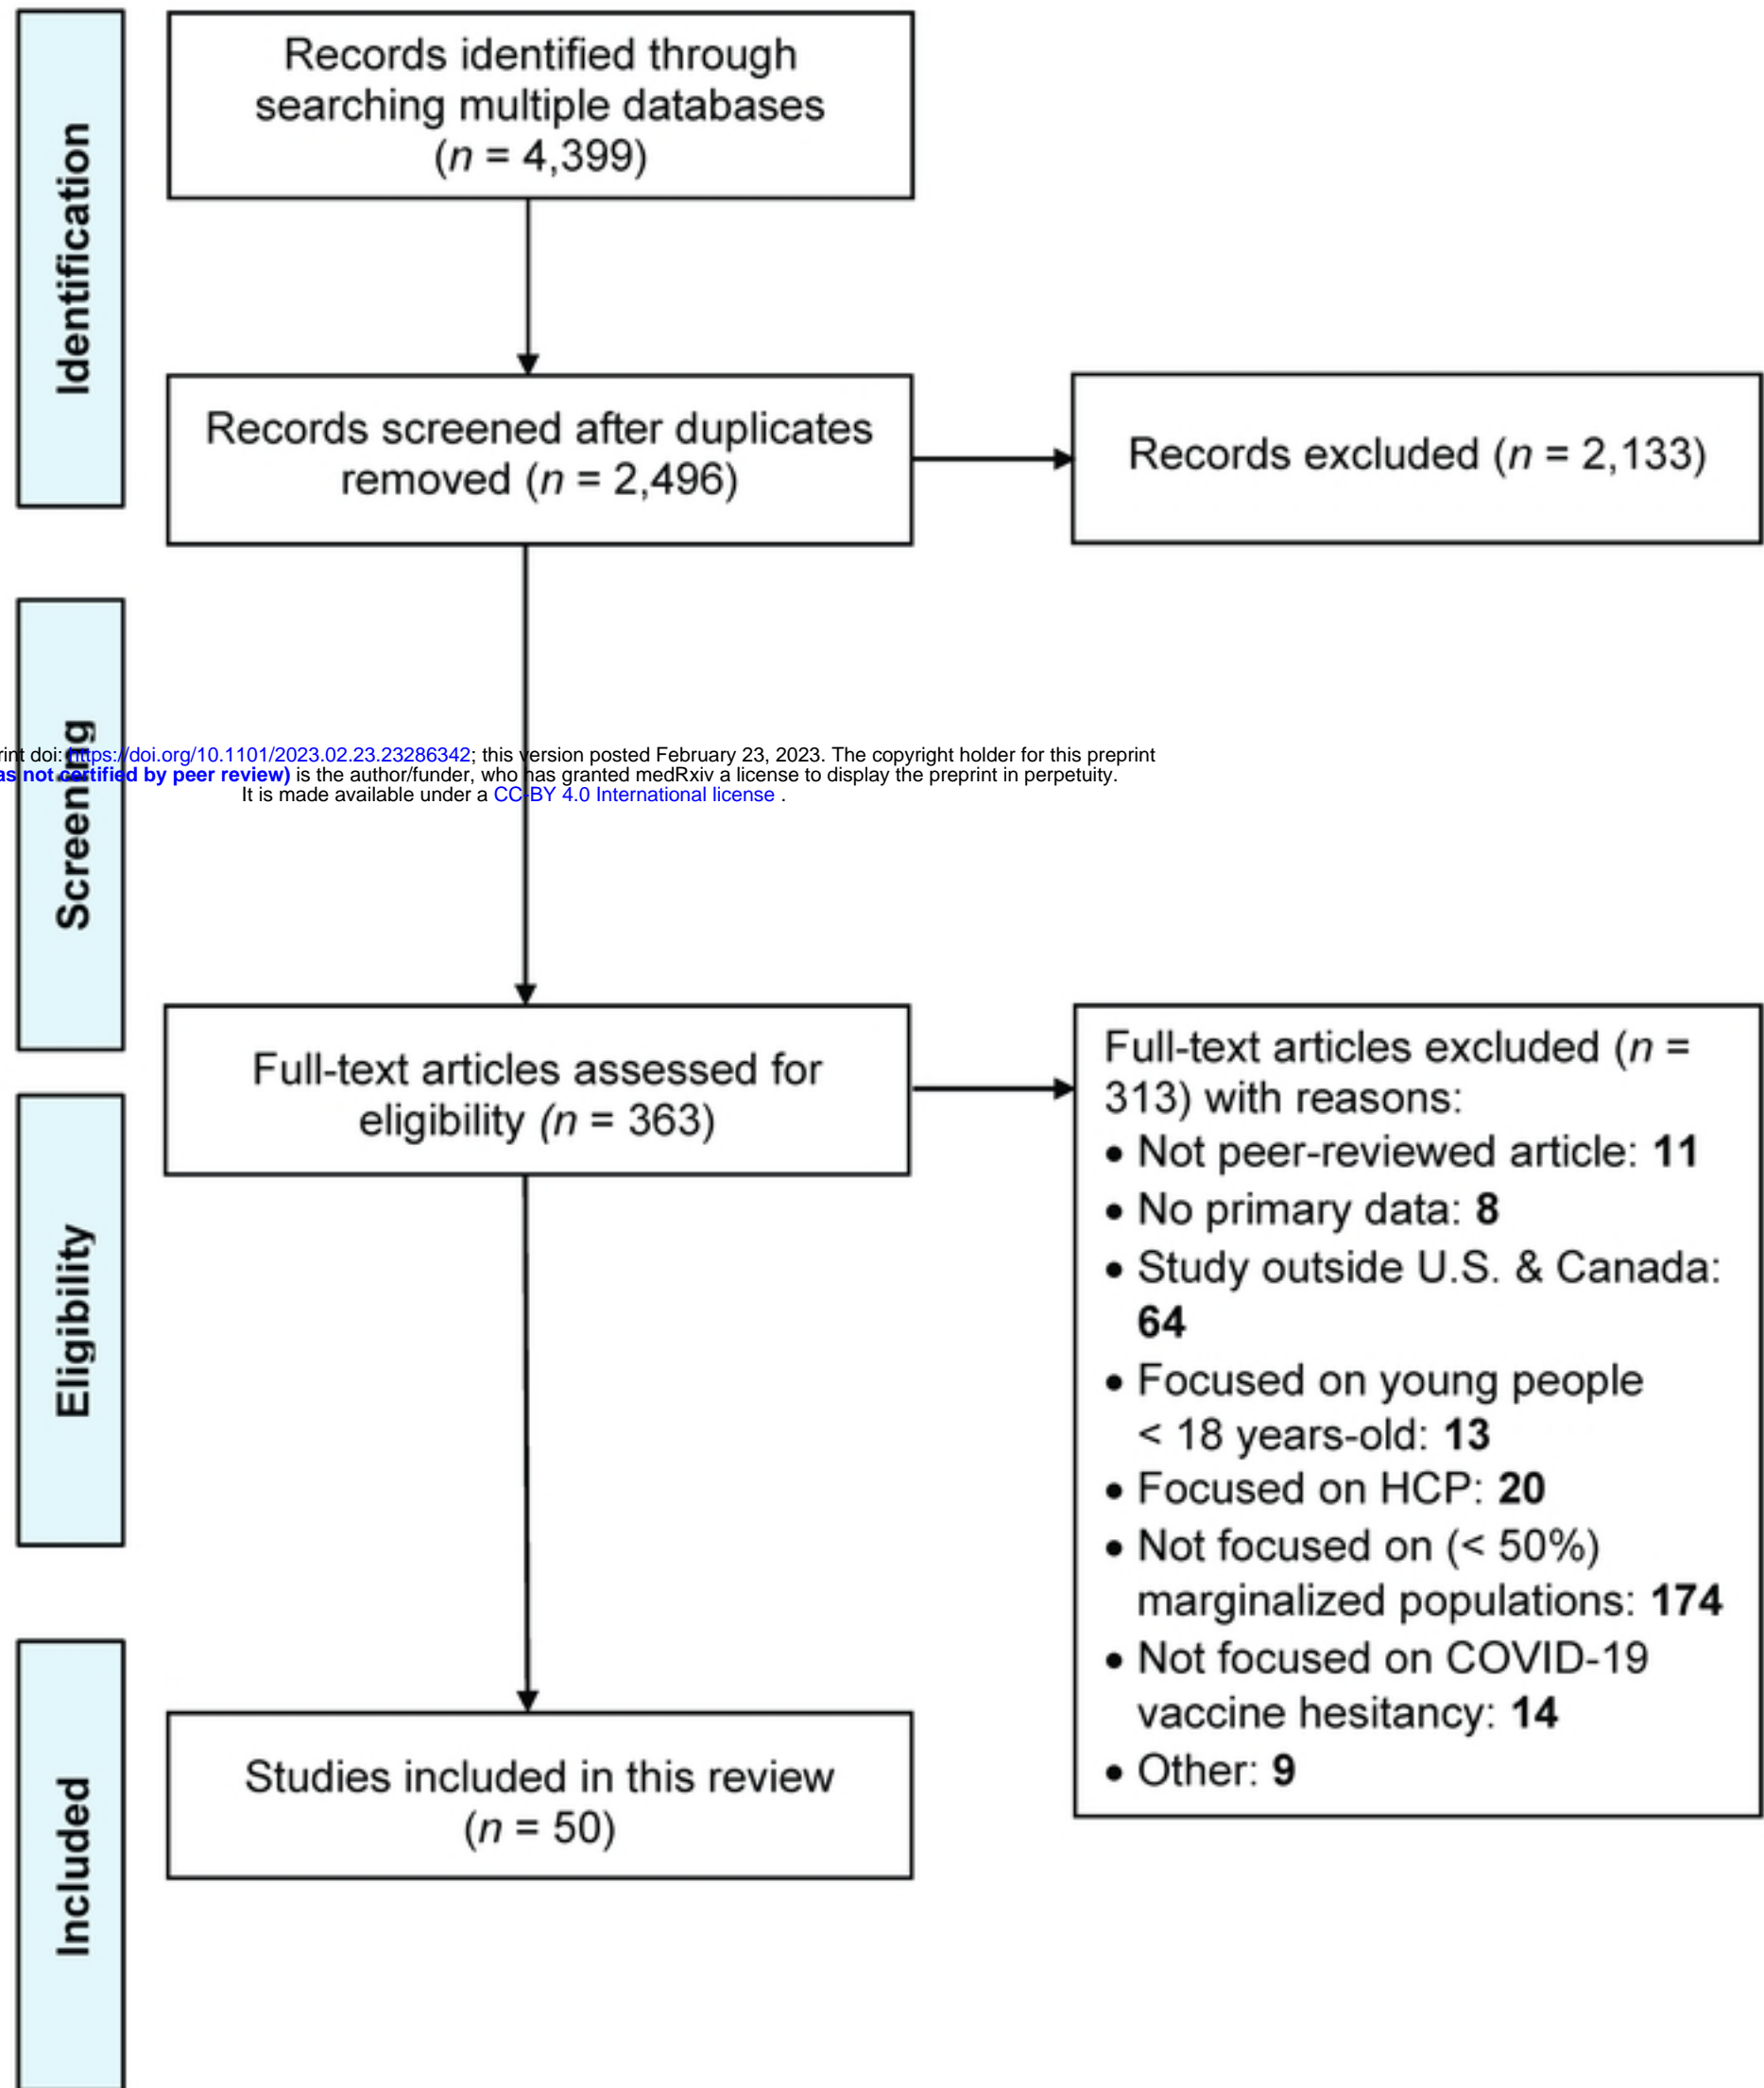 Identification
Records identified through
searching multiple databases
(n = 4,399)
Records screened after duplicates
removed (n = 2,496)
Records excluded (n = 2,133)
Screening
doi: https://doi.org/10.1101/2023.02.23.23286342; this version posted February 23, 2023. The copyright holder for this preprint
not certified by peer review) is the author/funder, who has granted medRxiv a license to display the preprint in perpetuity.
It is made available under a CC-BY 4.0 International license .
Full-text articles assessed for
eligibility (n = 363)
Full-text articles excluded (n =
313) with reasons:
• Not peer-reviewed article: 11
• No primary data: 8
• Study outside U.S. & Canada:
64
• Focused on young people
< 18 years-old: 13
• Focused on HCP: 20
• Not focused on (< 50%)
marginalized populations: 174
• Not focused on COVID-19
vaccine hesitancy: 14
• Other: 9
Eligibility
Included
Studies included in this review
(n = 50)